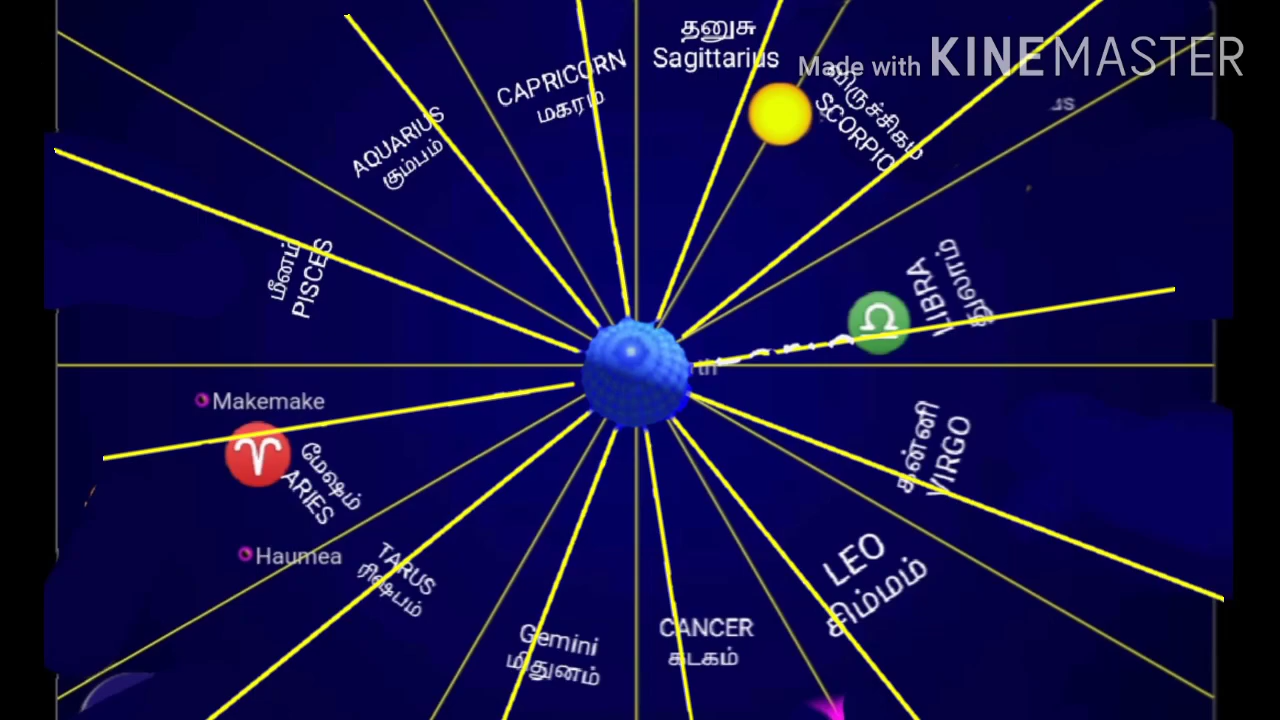 தனுசு
Sagittarius
Made with KINEMASTER
CAPRICORN
மகரம்
விருச்சிகம்
SCORPIO
AQUARIUS
கும்பம்
மீனம்
PISCES
LIBRA
துலாம்
Makemake
மேஷம்
ARIES
கன்னி
VIRGO
Haumea
TARUS
ரிஷபம்
LEO
சிம்மம்
Gemini
மிதுனம்
CANCER
கடகம்